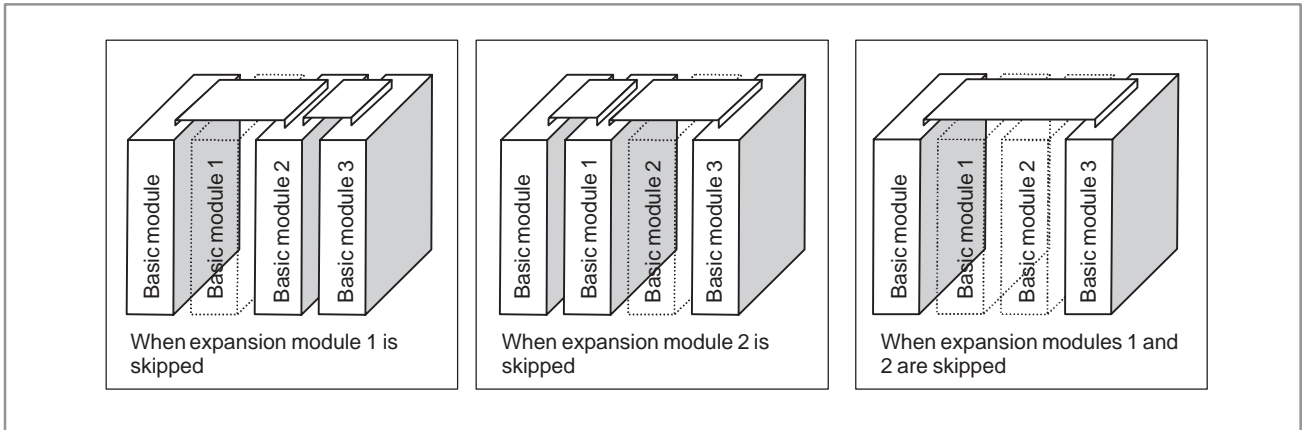 Basic module
Basic module 1
Basic module 2
Basic module 3
When expansion module 1 is
skipped
Basic module
Basic module 1
Basic module 2
Basic module 3
When expansion module 2 is
skipped
Basic module
Basic module 1
Basic module 2
Basic module 3
When expansion modules 1 and
2 are skipped